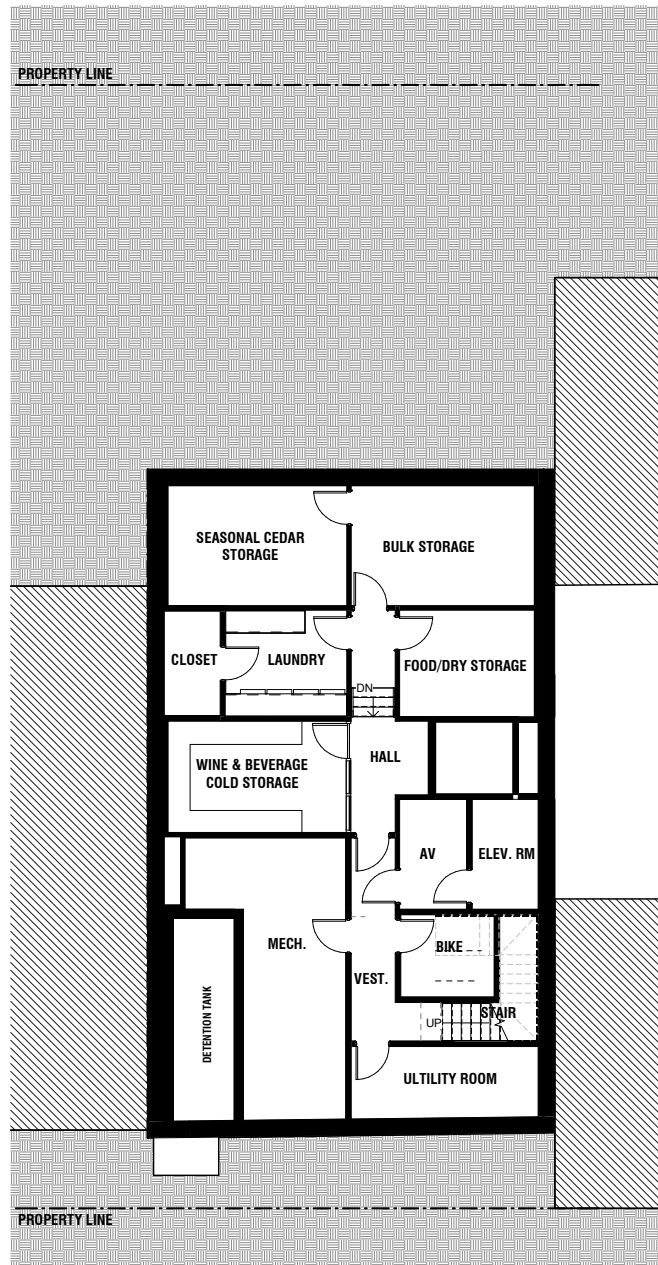 PROPERTY LINE
SEASONAL CEDAR
STORAGE
BULK STORAGE
CLOSET
LAUNDRY
FOOD/DRY STORAGE
DN
WINE & BEVERAGE
COLD STORAGE
HALL
AV
ELEV. RM
MECH.
BIKE
VEST.
DETENTION TANK
STAIR
UP
ULTILITY ROOM
PROPERTY LINE